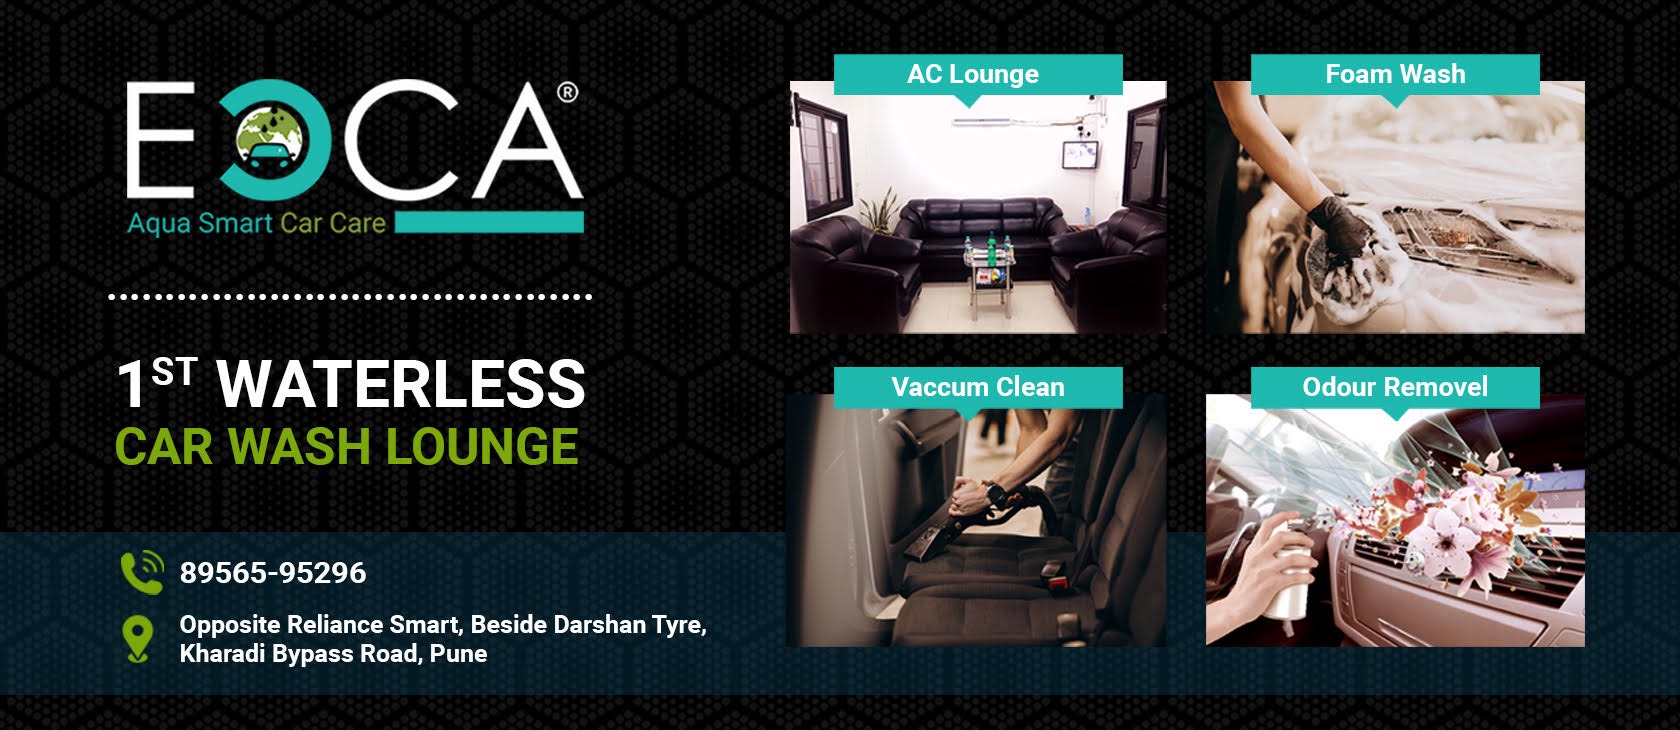 EOCA®
Aqua Smart Car Care
1ST WATERLESS
CAR WASH LOUNGE
89565-95296
Opposite Reliance Smart, Beside Darshan Tyre,
Kharadi Bypass Road, Pune
AC Lounge
Foam Wash
Vaccum Clean
Odour Removel